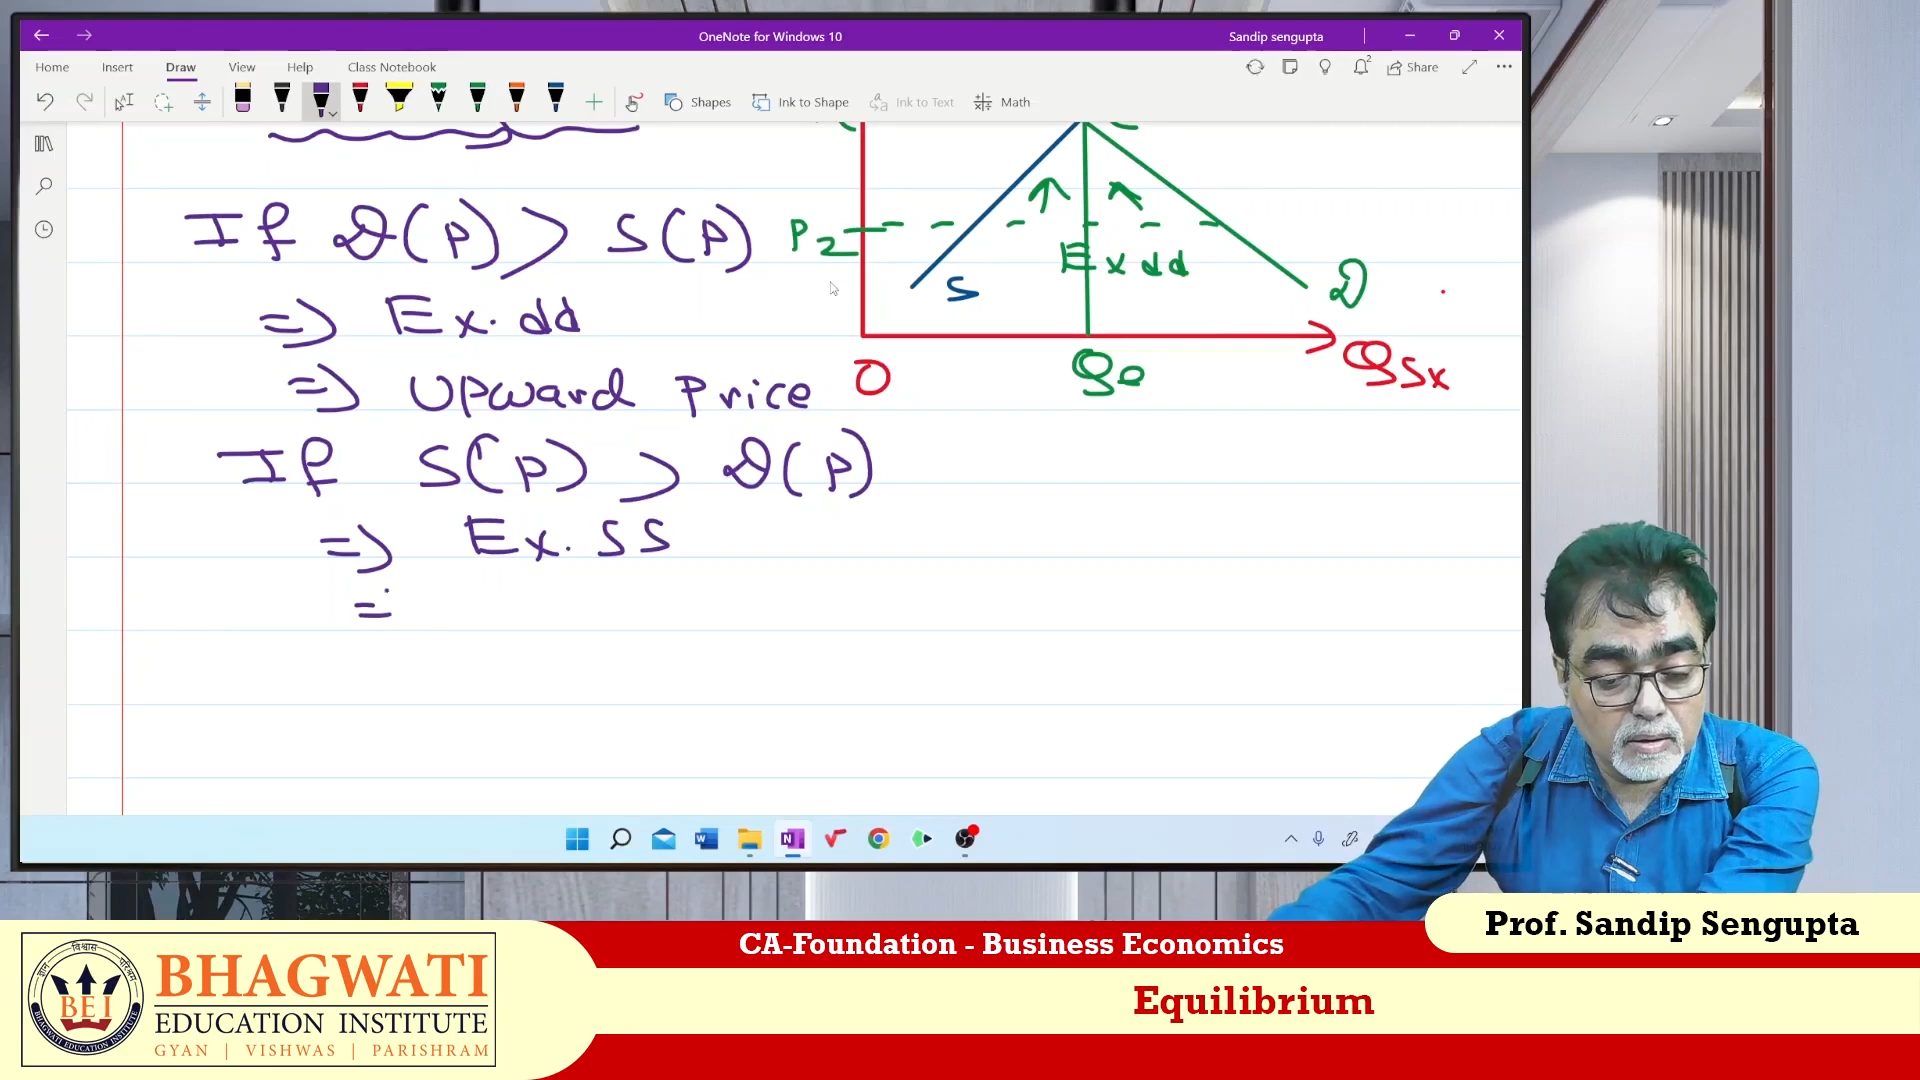 OneNote for Windows 10
Sandip sengupta
Home Insert Draw View Help Class Notebook
2 Share
Shapes Ink to Shape Ink to Text Math
If D(P) > S(P)
=> Ex. dd
=> Upward Price
If S(P) > D(P)
=> Ex. SS
=
P2
Ex dd
S
D
O
Qe
QSx
Prof. Sandip Sengupta
CA-Foundation - Business Economics
Equilibrium
विश्वास
ज्ञान
BEI
BHAGWATI
EDUCATION INSTITUTE
GYAN | VISHWAS | PARISHRAM